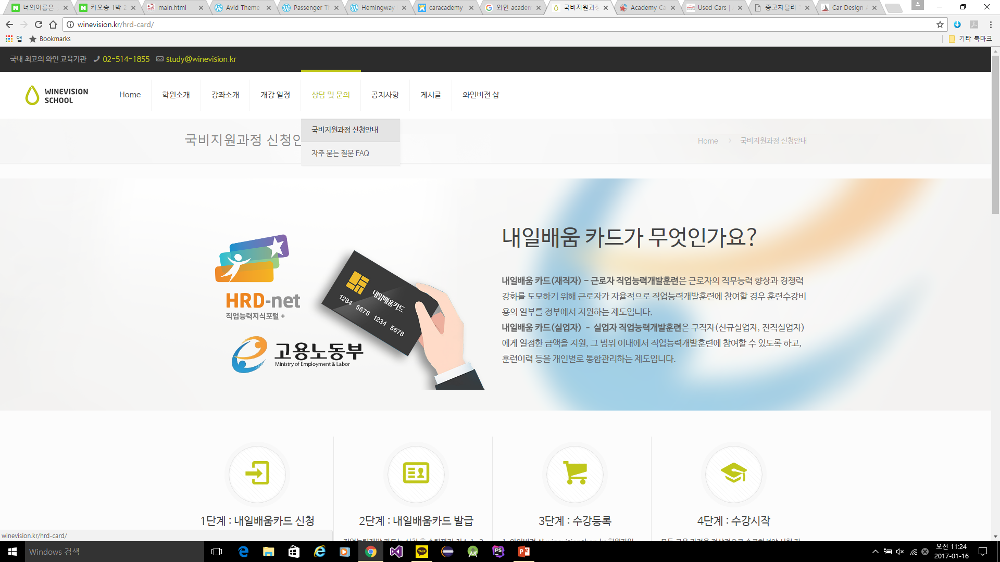 너의이름은
카오승 1박 2
main.html
Avid Theme
Passenger T
Hemingway
caracademy
와인 academ
국비지원과정
Academy Ca
Used Cars |
중고차딜러
Car Design
winevision.kr/hrd-card/
앱 Bookmarks
기타 북마크
국내 최고의 와인 교육기관 02-514-1855 study@winevision.kr
WINEVISION
SCHOOL
Home 학원소개 강좌소개 개강 일정 상담 및 문의 공지사항 게시글 와인비전 샵
국비지원과정 신청안내
자주 묻는 질문 FAQ
국비지원과정 신청안
Home > 국비지원과정 신청안내
HRD-net
직업능력지식포털 +
고용노동부
Ministry of Employment & Labor
내일배움카드
1234 5678 1234 5678
내일배움 카드가 무엇인가요?
내일배움 카드(재직자) - 근로자 직업능력개발훈련은 근로자의 직무능력 향상과 경쟁력
강화를 도모하기 위해 근로자가 자율적으로 직업능력개발훈련에 참여할 경우 훈련수강비
용의 일부를 정부에서 지원하는 제도입니다.
내일배움 카드(실업자) - 실업자 직업능력개발훈련은 구직자(신규실업자, 전직실업자)
에게 일정한 금액을 지원, 그 범위 이내에서 직업능력개발훈련에 참여할 수 있도록 하고,
훈련이력 등을 개인별로 통합관리하는 제도입니다.
1단계 : 내일배움카드 신청
2단계 : 내일배움카드 발급
3단계 : 수강등록
4단계 : 수강시작
winevision.kr/hrd-card/
Windows 검색
TALK
PS
오전 11:24
2017-01-16